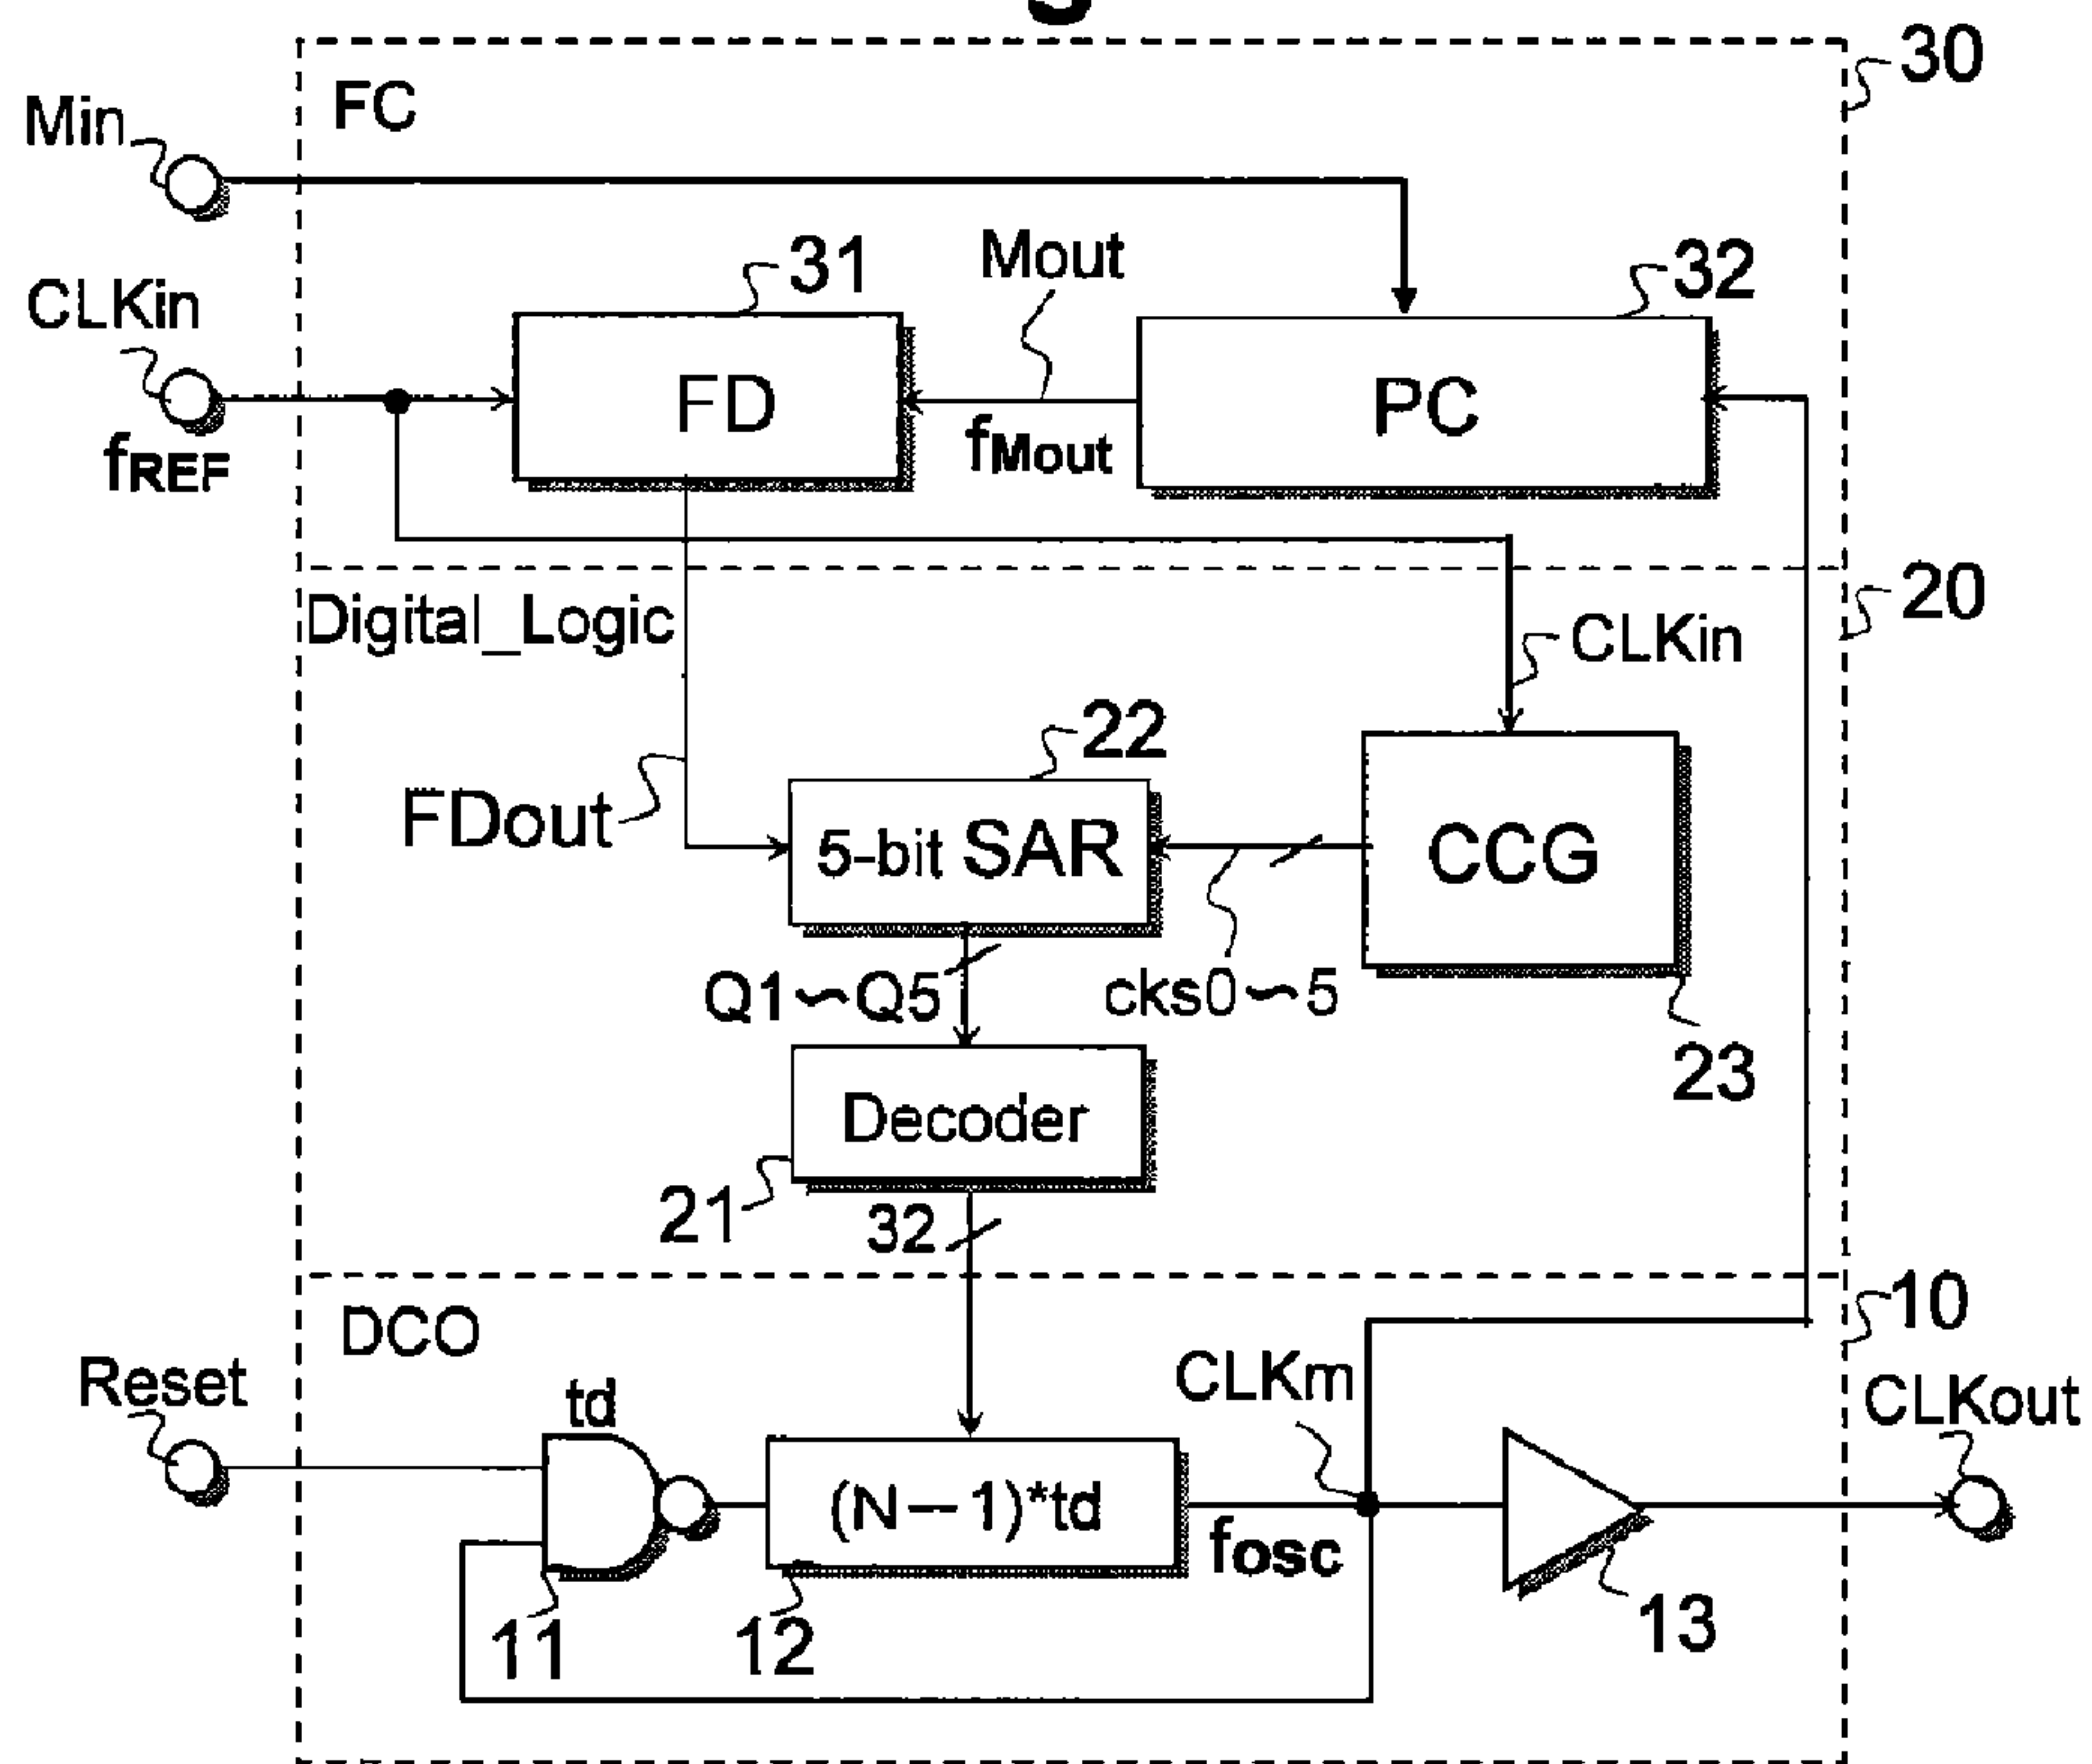 30
FC
Min
31
Mout
32
CLKin
FD
PC
fREF
fMout
20
Digital_Logic
CLKin
22
FDout
5-bit SAR
CCG
Q1~Q5
cks0~5
23
Decoder
21
32
10
DCO
CLKm
Reset
td
CLKout
(N-1)*td
fosc
11
12
13